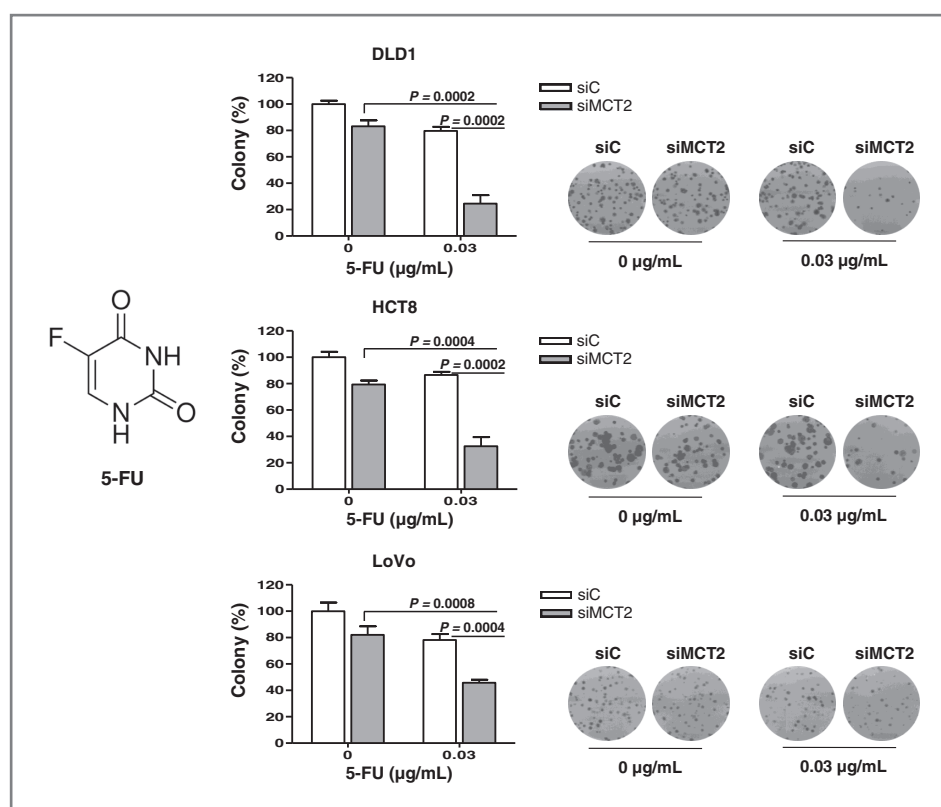 DLD1
120
100
80
60
40
20
0
Colony (%)
P = 0.0002
P = 0.0002
0 0.03
5-FU (µg/mL)
siC
siMCT2
siC siMCT2 siC siMCT2
0 µg/mL 0.03 µg/mL
HCT8
120
100
80
60
40
20
0
Colony (%)
P = 0.0004
P = 0.0002
0 0.03
5-FU (µg/mL)
siC
siMCT2
siC siMCT2 siC siMCT2
0 µg/mL 0.03 µg/mL
O
F
NH
N
H
O
5-FU
LoVo
120
100
80
60
40
20
0
Colony (%)
P = 0.0008
P = 0.0004
0 0.03
5-FU (µg/mL)
siC
siMCT2
siC siMCT2 siC siMCT2
0 µg/mL 0.03 µg/mL